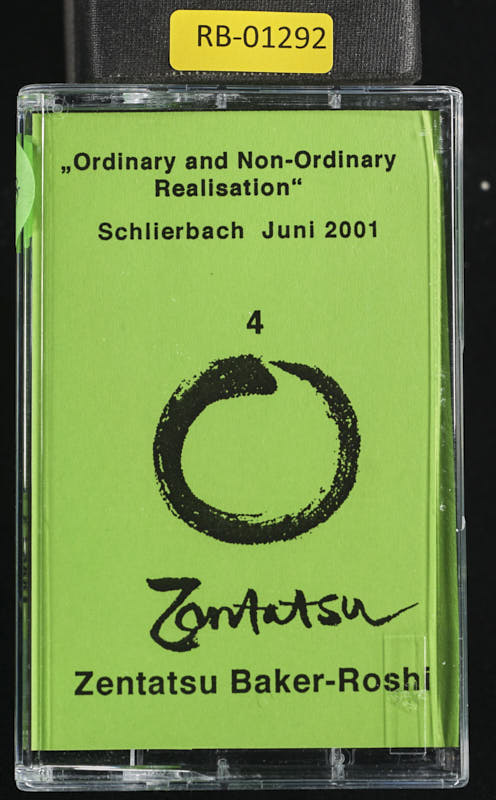 RB-01292
„Ordinary and Non-Ordinary
Realisation“
Schlierbach Juni 2001
4
Zentatsu
Zentatsu Baker-Roshi